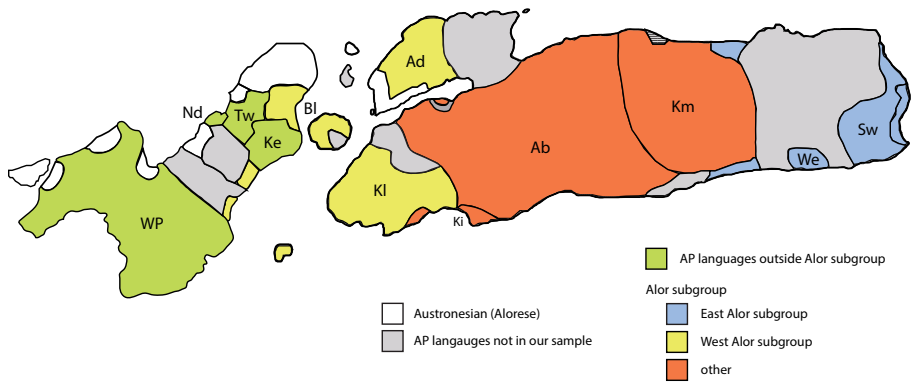 Ad
Bl
Nd
Tw
Km
Ke
Sw
Ab
We
Kl
Ki
WP
AP languages outside Alor subgroup
Alor subgroup
Austronesian (Alorese)
East Alor subgroup
AP langauges not in our sample
West Alor subgroup
other